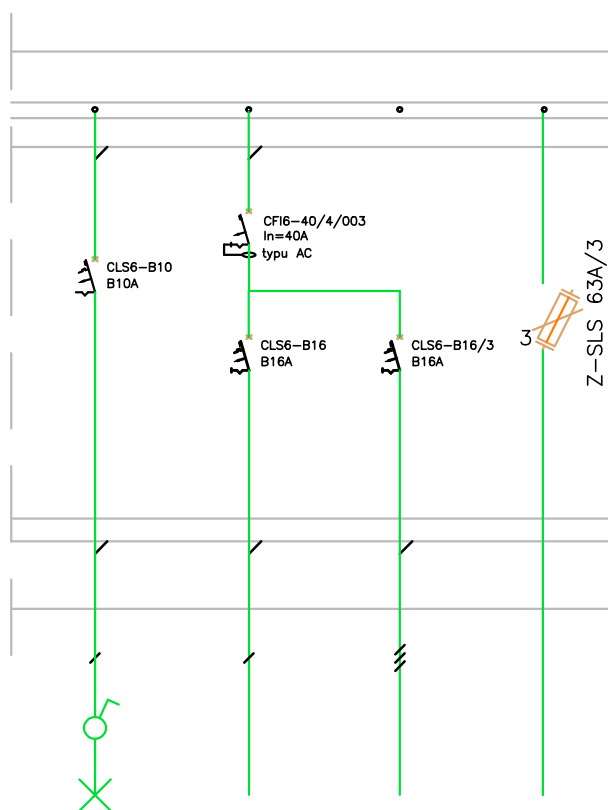 CFI6-40/4/003
In=40A
typu AC
CLS6-B10
B10A
CLS6-B16
B16A
CLS6-B16/3
B16A
3
Z-SLS 63A/3